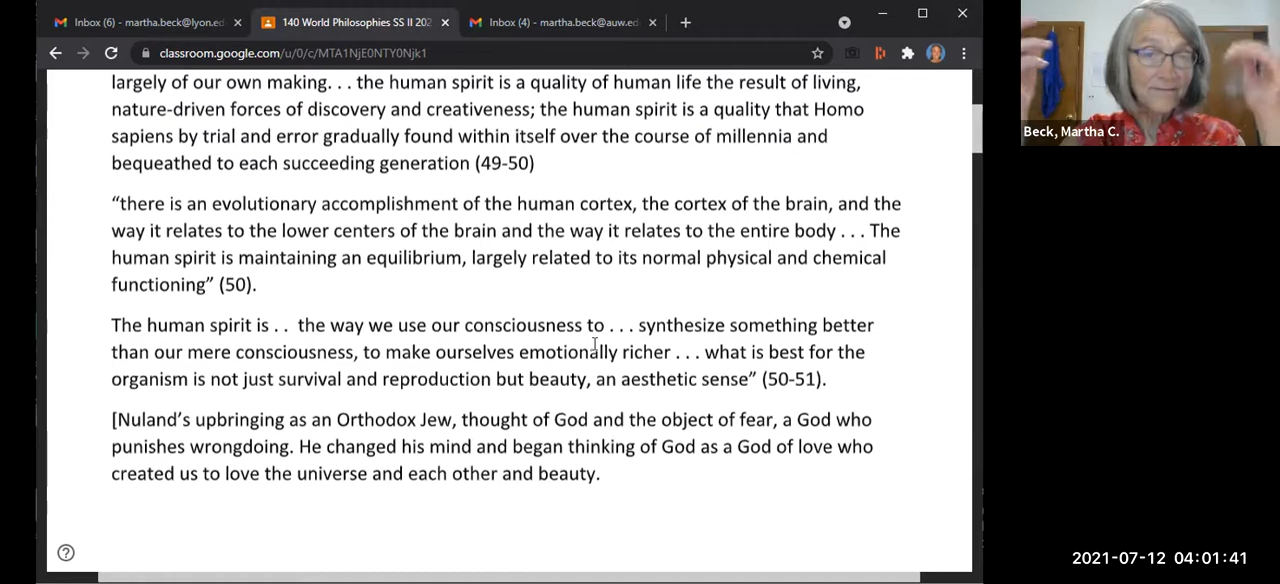 Inbox (6) - martha.beck@lyon.ed
140 World Philosophies SS II 202
Inbox (4) - martha.beck@auw.ed
classroom.google.com/u/0/c/MTA1NjE0NTY0Njk1
largely of our own making. . . the human spirit is a quality of human life the result of living,
nature-driven forces of discovery and creativeness; the human spirit is a quality that Homo
sapiens by trial and error gradually found within itself over the course of millennia and
bequeathed to each succeeding generation (49-50)
“there is an evolutionary accomplishment of the human cortex, the cortex of the brain, and the
way it relates to the lower centers of the brain and the way it relates to the entire body . . . The
human spirit is maintaining an equilibrium, largely related to its normal physical and chemical
functioning” (50).
The human spirit is . .  the way we use our consciousness to . . . synthesize something better
than our mere consciousness, to make ourselves emotionally richer . . . what is best for the
organism is not just survival and reproduction but beauty, an aesthetic sense” (50-51).
[Nuland’s upbringing as an Orthodox Jew, thought of God and the object of fear, a God who
punishes wrongdoing. He changed his mind and began thinking of God as a God of love who
created us to love the universe and each other and beauty.
Beck, Martha C.
2021-07-12 04:01:41